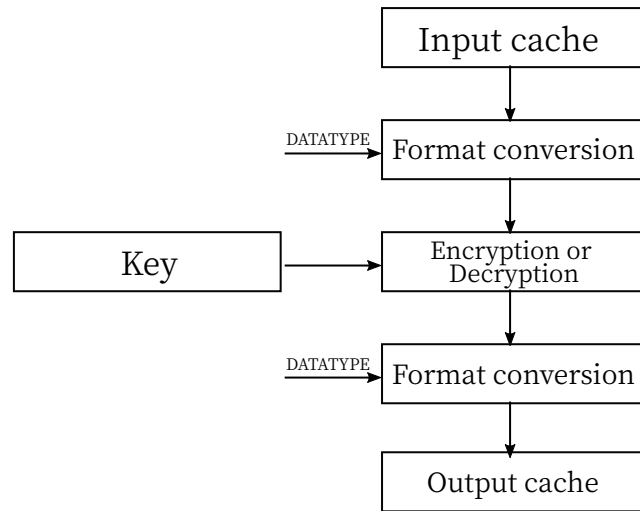 Input cache
DATATYPE
Format conversion
Key
Encryption or
Decryption
DATATYPE
Format conversion
Output cache